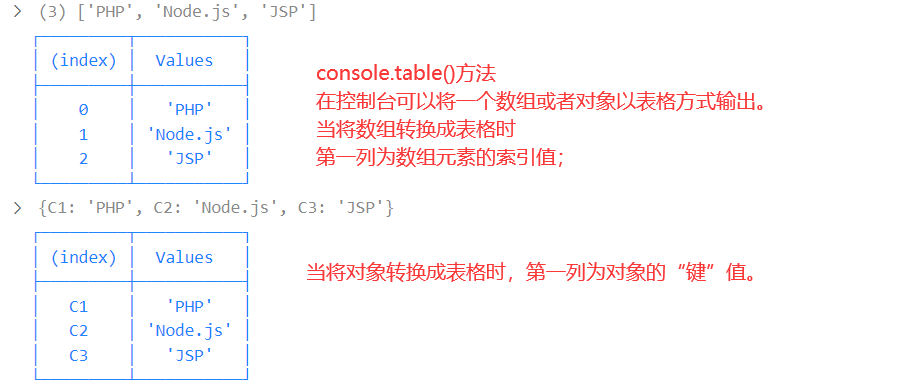 (3) ['PHP', 'Node.js', 'JSP']
(index) Values
console.table()方法
在控制台可以将一个数组或者对象以表格方式输出。
0 'PHP'
当将数组转换成表格时
1 'Node.js'
2 'JSP'
第一列为数组元素的索引值；
{C1: 'PHP', C2: 'Node.js', C3: 'JSP'}
(index) Values
当将对象转换成表格时，第一列为对象的“键”值。
C1 'PHP'
C2 'Node.js'
C3 'JSP'